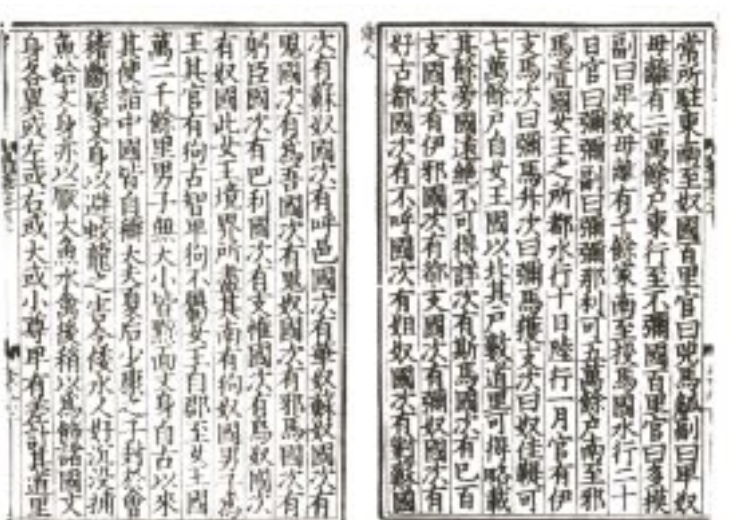 常所駐東南至奴國百里官曰兕馬觚副曰卑奴
母離有二萬餘戶東行至不彌國百里官曰多模
副曰卑奴母離有千餘家南至投馬國水行二十
日官曰彌彌副曰彌彌那利可五萬餘戶南至邪
馬壹國女王之所都水行十日陸行一月官有伊
支馬次曰彌馬升次曰彌馬獲支次曰奴佳鞮可
七萬餘戶自女王國以北其戶數道里可得略載
其餘旁國遠絕不可得詳次有斯馬國次有已百
支國次有伊邪國次有都支國次有彌奴國次有
好古都國次有不呼國次有姐奴國次有對蘇國
次有蘇奴國次有呼邑國次有華奴蘇奴國次有
鬼國次有爲吾國次有鬼奴國次有邪馬國次有
躬臣國次有巴利國次有支惟國次有烏奴國次
有奴國此女王境界所盡其南有狗奴國男子爲
王其官有狗古智卑狗不屬女王自郡至女王國
萬二千餘里男子無大小皆黥面文身自古以來
其使詣中國皆自稱大夫夏后少康之子封於會
稽斷髮文身以避蛟龍之害今倭水人好沉沒捕
魚蛤文身亦以厭大魚水禽後稍以爲飾諸國文
身各異或左或右或大或小尊卑有差計其道里